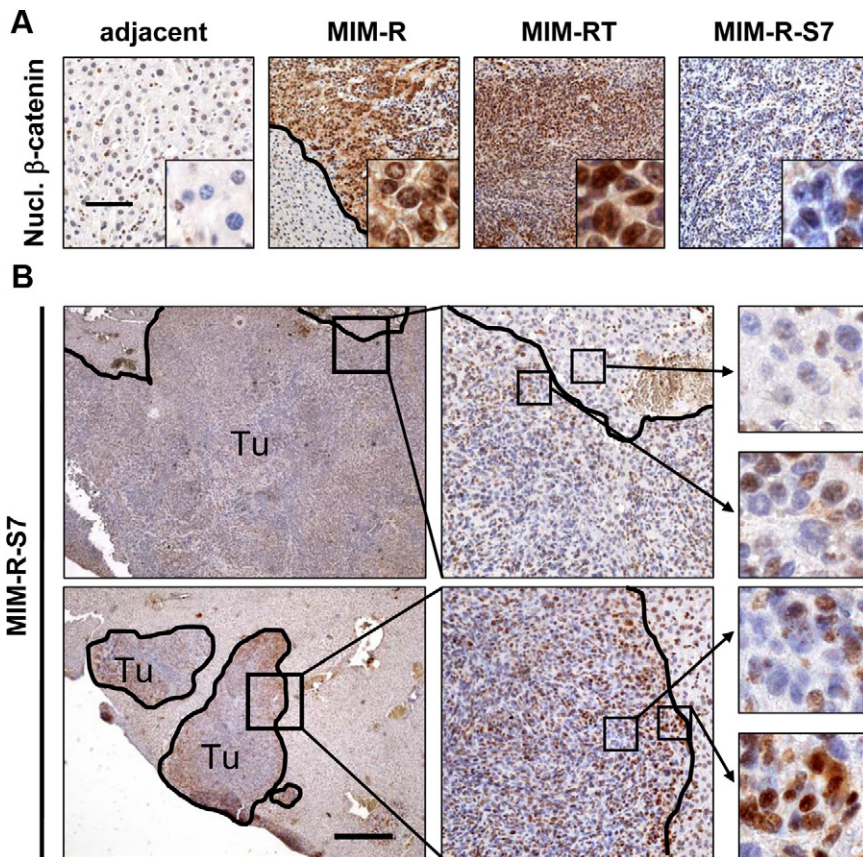 A
adjacent MIM-R MIM-RT MIM-R-S7
Nucl. β-catenin
B
MIM-R-S7
Tu
Tu
Tu